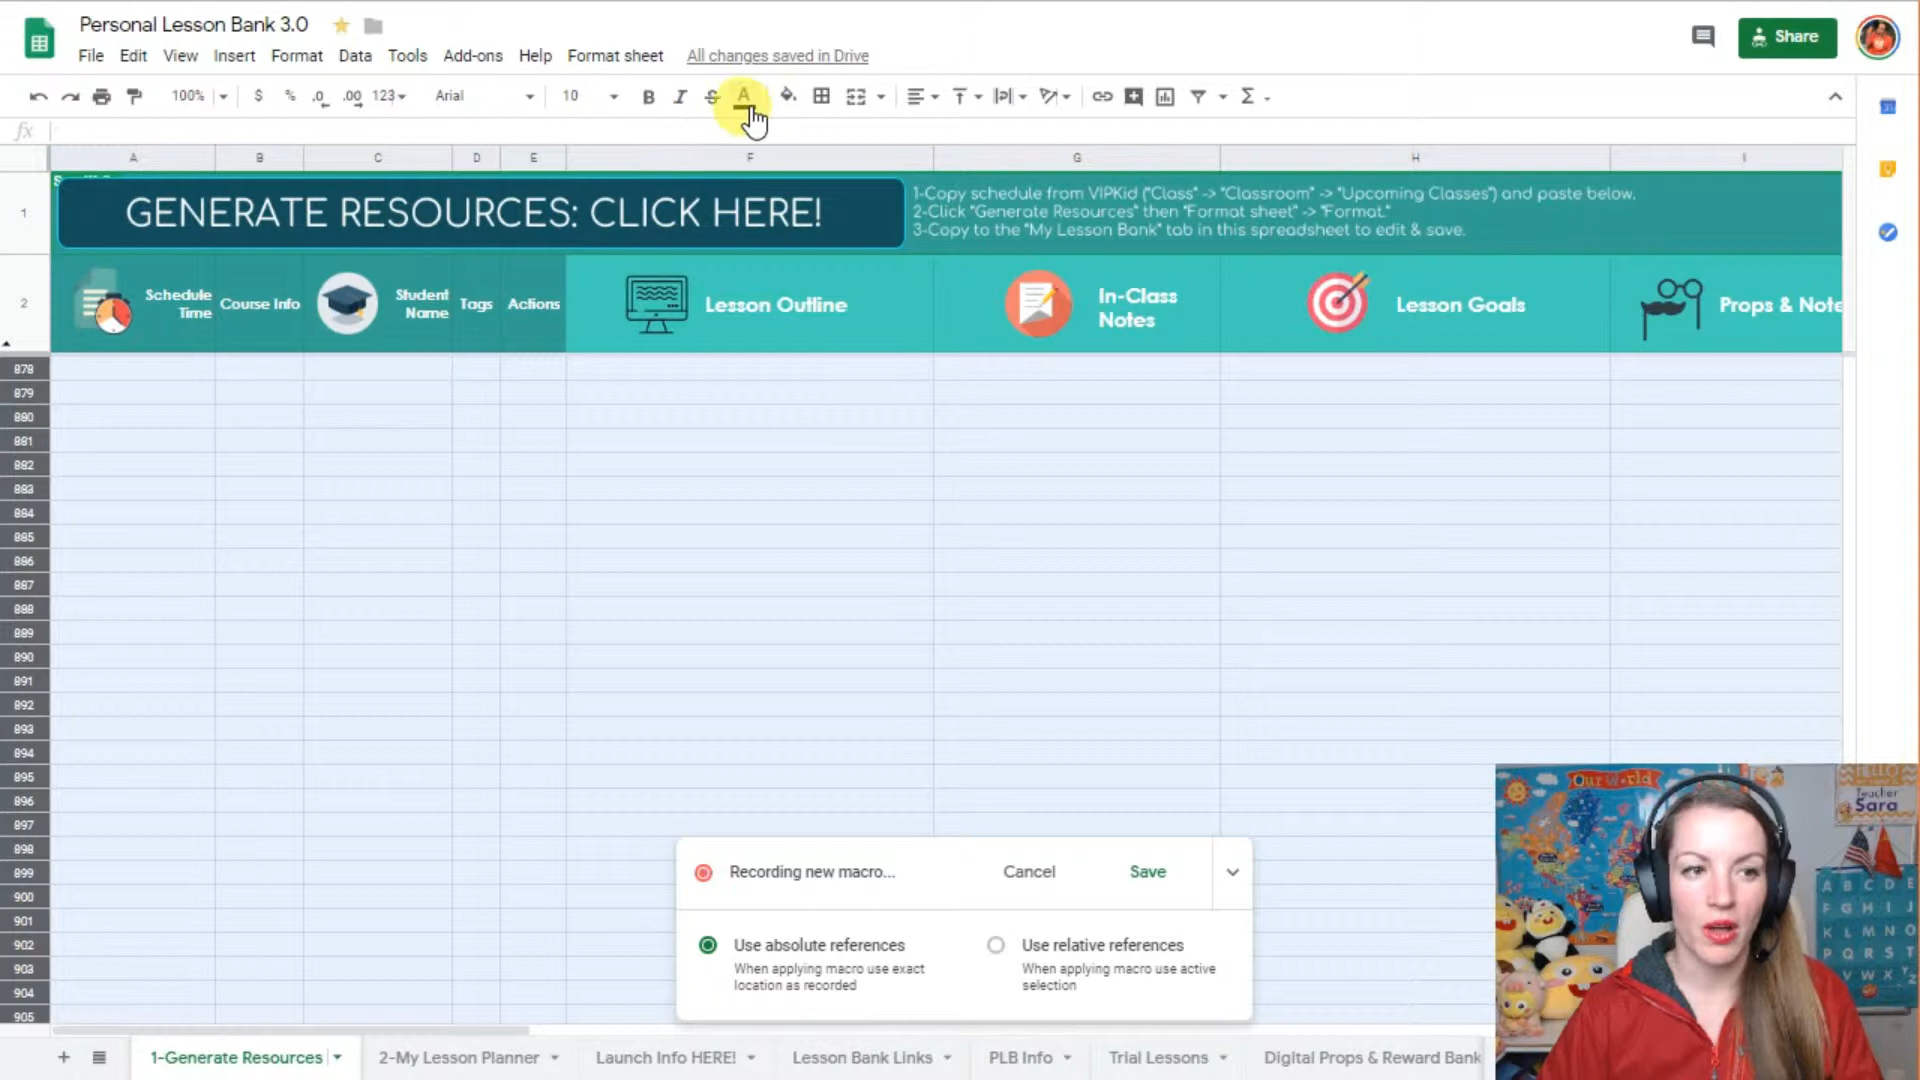 Personal Lesson Bank 3.0
File Edit View Insert Format Data Tools Add-ons Help Format sheet All changes saved in Drive
Share
100% $ % .0 .00 123 Arial 10 B I S A Σ
fx
A B C D E F G H I
1
GENERATE RESOURCES: CLICK HERE!
1-Copy schedule from VIPKid ("Class" -> "Classroom" -> "Upcoming Classes") and paste below.
2-Click "Generate Resources" then "Format sheet" -> "Format."
3-Copy to the "My Lesson Bank" tab in this spreadsheet to edit & save.
2
Schedule
Time
Course Info
Student
Name
Tags
Actions
Lesson Outline
In-Class
Notes
Lesson Goals
Props & Note
878
879
880
881
882
883
884
885
886
887
888
889
890
891
892
893
894
895
896
897
898
899
900
901
902
903
904
905
Recording new macro...
Cancel
Save
Use absolute references
When applying macro use exact
location as recorded
Use relative references
When applying macro use active
selection
Our World
Hello
Teacher
Sara
A B C D E
F G H I J
K L M N O
P Q R S T
V W X Y
1-Generate Resources 2-My Lesson Planner Launch Info HERE! Lesson Bank Links PLB Info Trial Lessons Digital Props & Reward Bank